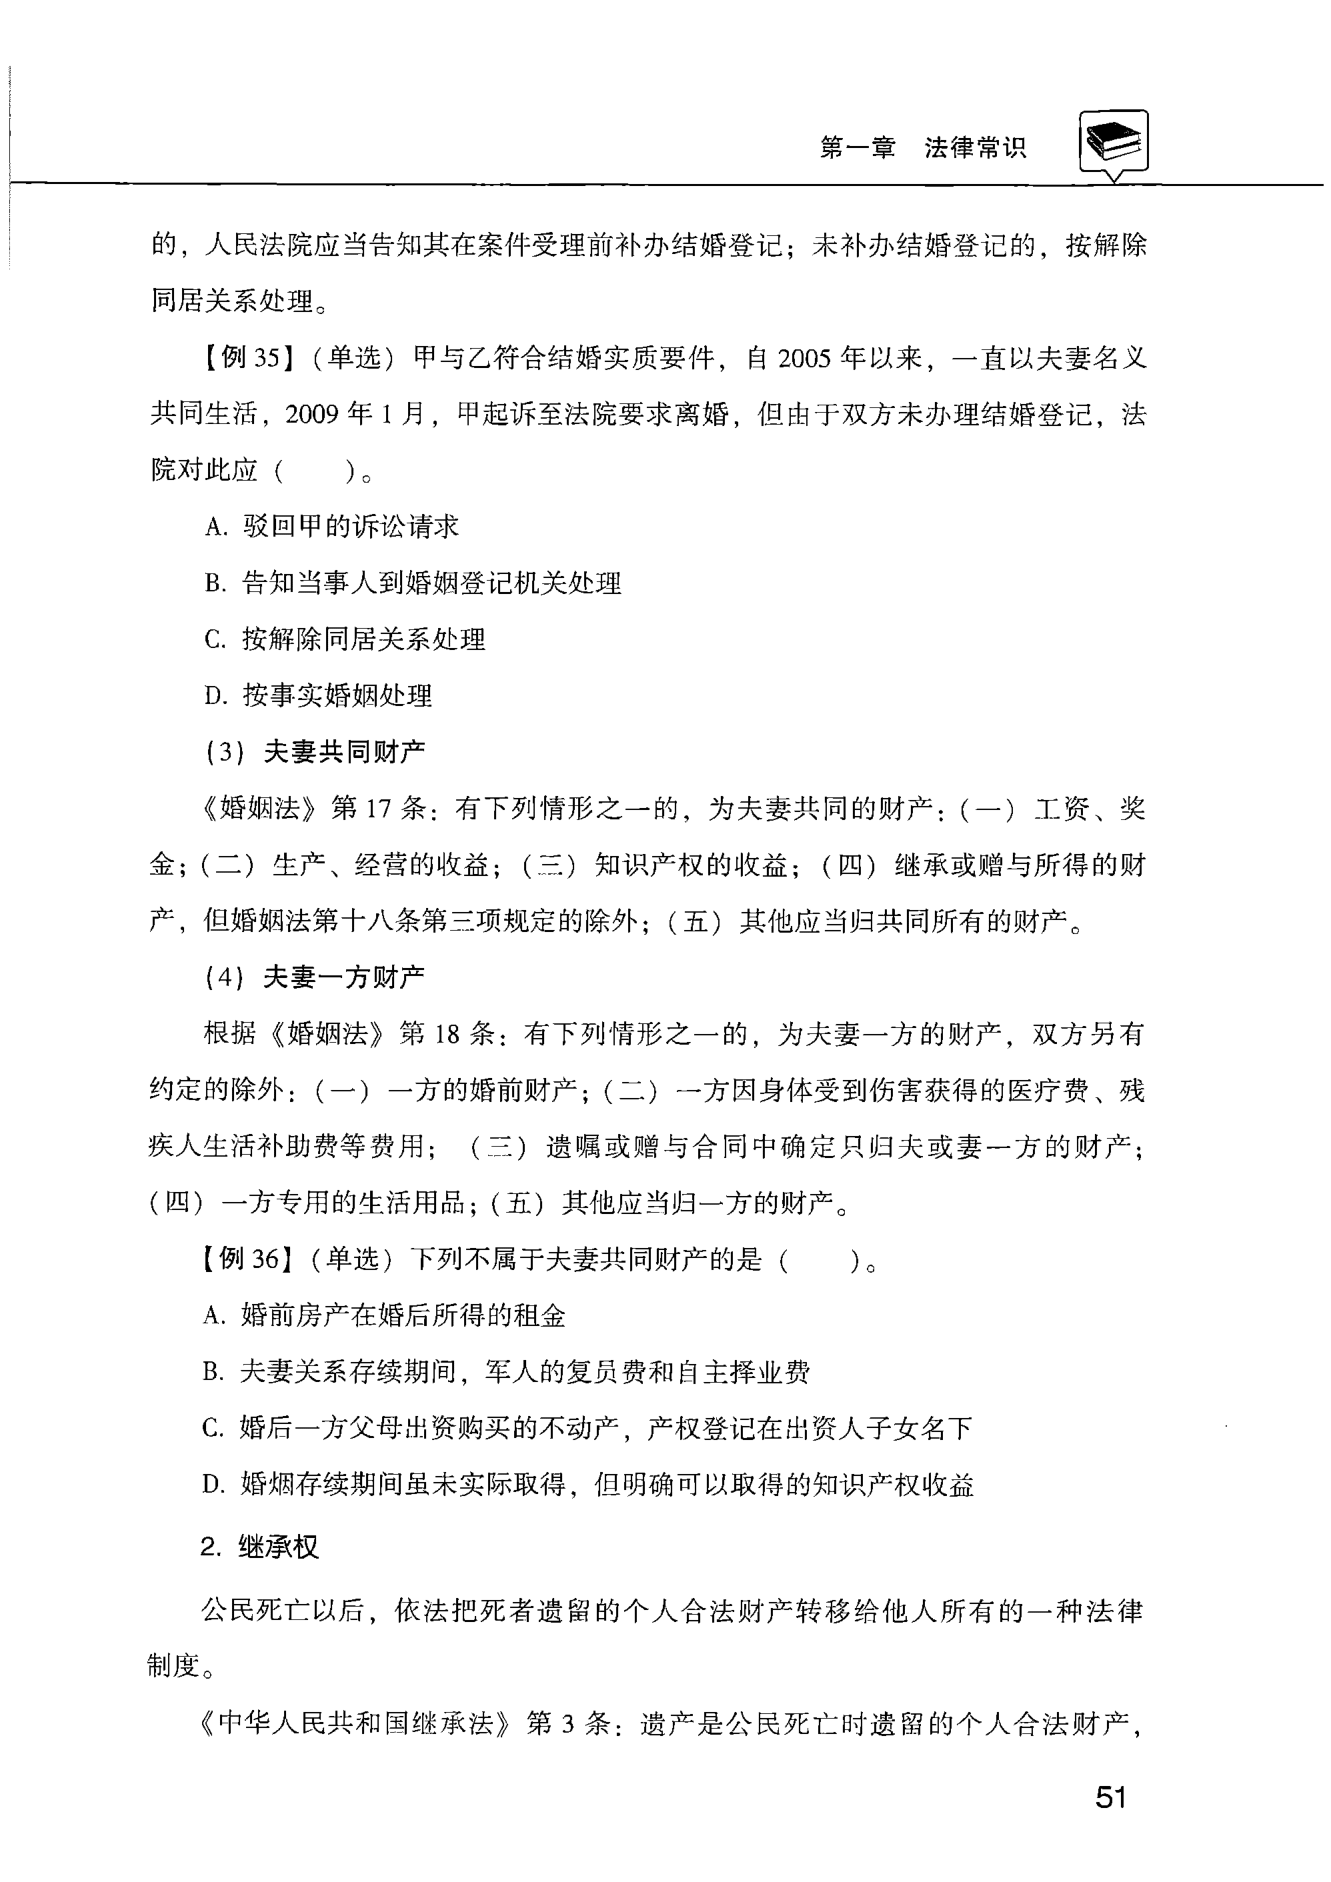 第一章 法律常识
的，人民法院应当告知其在案件受理前补办结婚登记；未补办结婚登记的，按解除
同居关系处理。
【例 35】（单选）甲与乙符合结婚实质要件，自 2005 年以来，一直以夫妻名义
共同生活，2009 年 1 月，甲起诉至法院要求离婚，但由于双方未办理结婚登记，法
院对此应（ ）。
A. 驳回甲的诉讼请求
B. 告知当事人到婚姻登记机关处理
C. 按解除同居关系处理
D. 按事实婚姻处理
（3）夫妻共同财产
《婚姻法》第 17 条：有下列情形之一的，为夫妻共同的财产：（一）工资、奖
金；（二）生产、经营的收益；（三）知识产权的收益；（四）继承或赠与所得的财
产，但婚姻法第十八条第三项规定的除外；（五）其他应当归共同所有的财产。
（4）夫妻一方财产
根据《婚姻法》第 18 条：有下列情形之一的，为夫妻一方的财产，双方另有
约定的除外：（一）一方的婚前财产；（二）一方因身体受到伤害获得的医疗费、残
疾人生活补助费等费用；（三）遗嘱或赠与合同中确定只归夫或妻一方的财产；
（四）一方专用的生活用品；（五）其他应当归一方的财产。
【例 36】（单选）下列不属于夫妻共同财产的是（ ）。
A. 婚前房产在婚后所得的租金
B. 夫妻关系存续期间，军人的复员费和自主择业费
C. 婚后一方父母出资购买的不动产，产权登记在出资人子女名下
D. 婚烟存续期间虽未实际取得，但明确可以取得的知识产权收益
2. 继承权
公民死亡以后，依法把死者遗留的个人合法财产转移给他人所有的一种法律
制度。
《中华人民共和国继承法》第 3 条：遗产是公民死亡时遗留的个人合法财产，
51